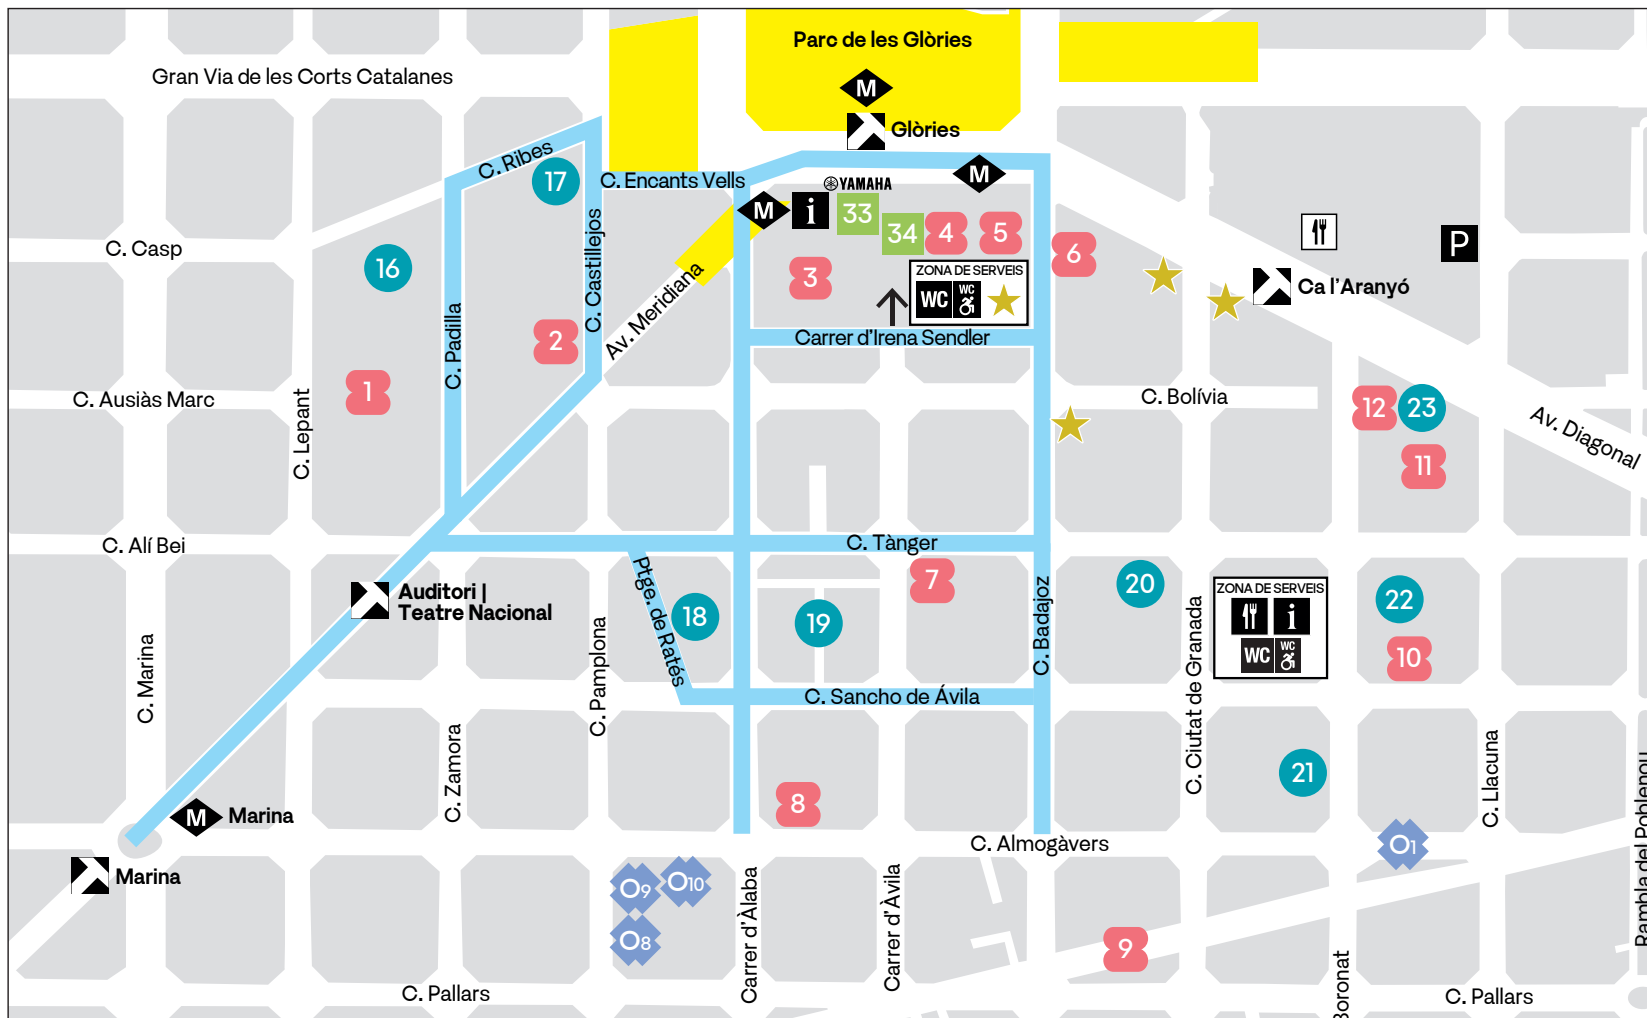 Parc de les Glòries
Gran Via de les Corts Catalanes
M
Glòries
C. Ribes
17
C. Encants Vells
M
YAMAHA
M
i
33
34
4
5
6
C. Casp
16
C. Padilla
C. Castillejos
Av. Meridiana
3
ZONA DE SERVEIS
WC
WC
P
Ca l'Aranyó
2
Carrer d'Irena Sendler
1
C. Ausiàs Marc
C. Lepant
C. Bolívia
12
23
11
Av. Diagonal
C. Alí Bei
C. Tànger
Auditori |
Teatre Nacional
Ptge. de Ratés
18
19
7
C. Badajoz
20
ZONA DE SERVEIS
i
WC
WC
22
10
C. Marina
C. Pamplona
C. Sancho de Ávila
C. Ciutat de Granada
C. Zamora
21
C. Llacuna
Rambla del Poblenou
M
Marina
8
C. Almogàvers
O1
Marina
O9
O10
O8
Carrer d'Àlaba
Carrer d'Àvila
9
Boronat
C. Pallars
C. Pallars